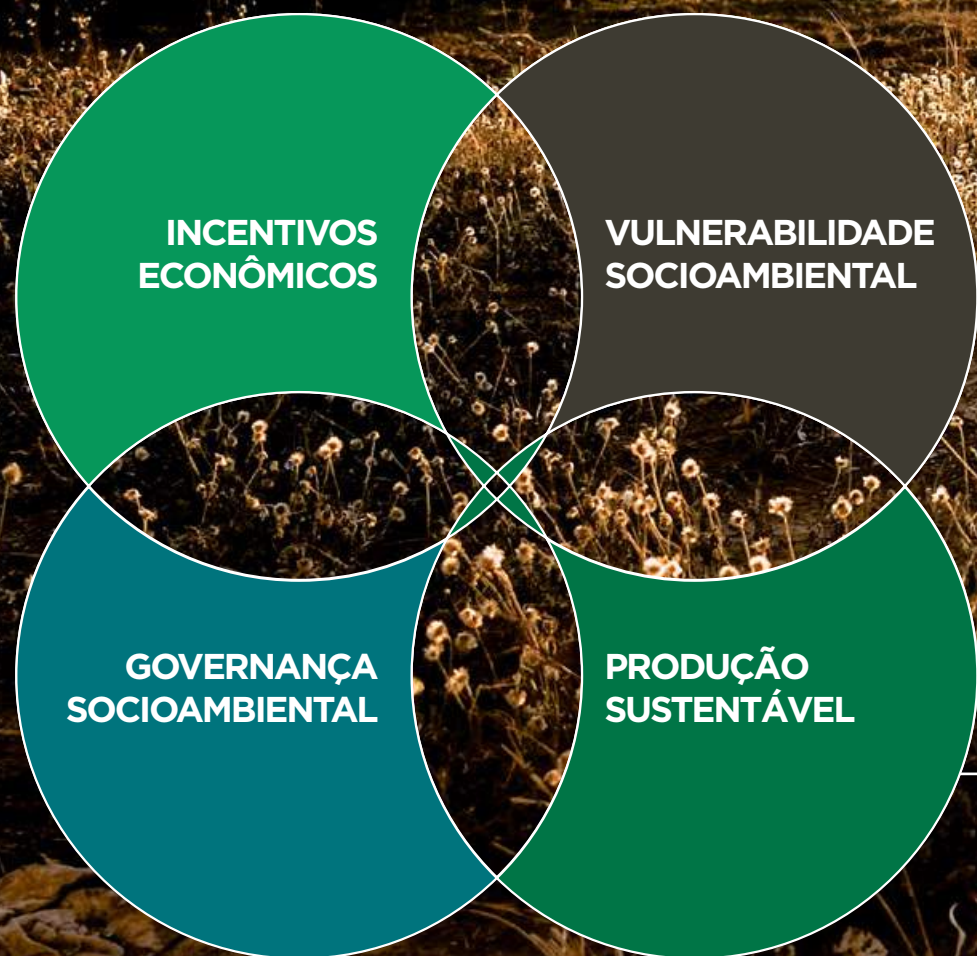 INCENTIVOS
ECONÔMICOS
VULNERABILIDADE
SOCIOAMBIENTAL
GOVERNANÇA
SOCIOAMBIENTAL
PRODUÇÃO
SUSTENTÁVEL